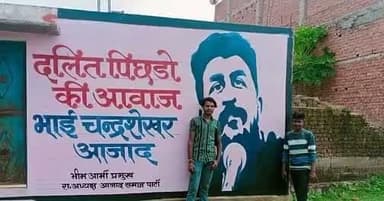 दलित पिछडो
की आवाज
भाई चन्द्रशेखर
आजाद
भीम आर्मी प्रमुख
रा.अध्यक्ष आजाद समाज पार्टी